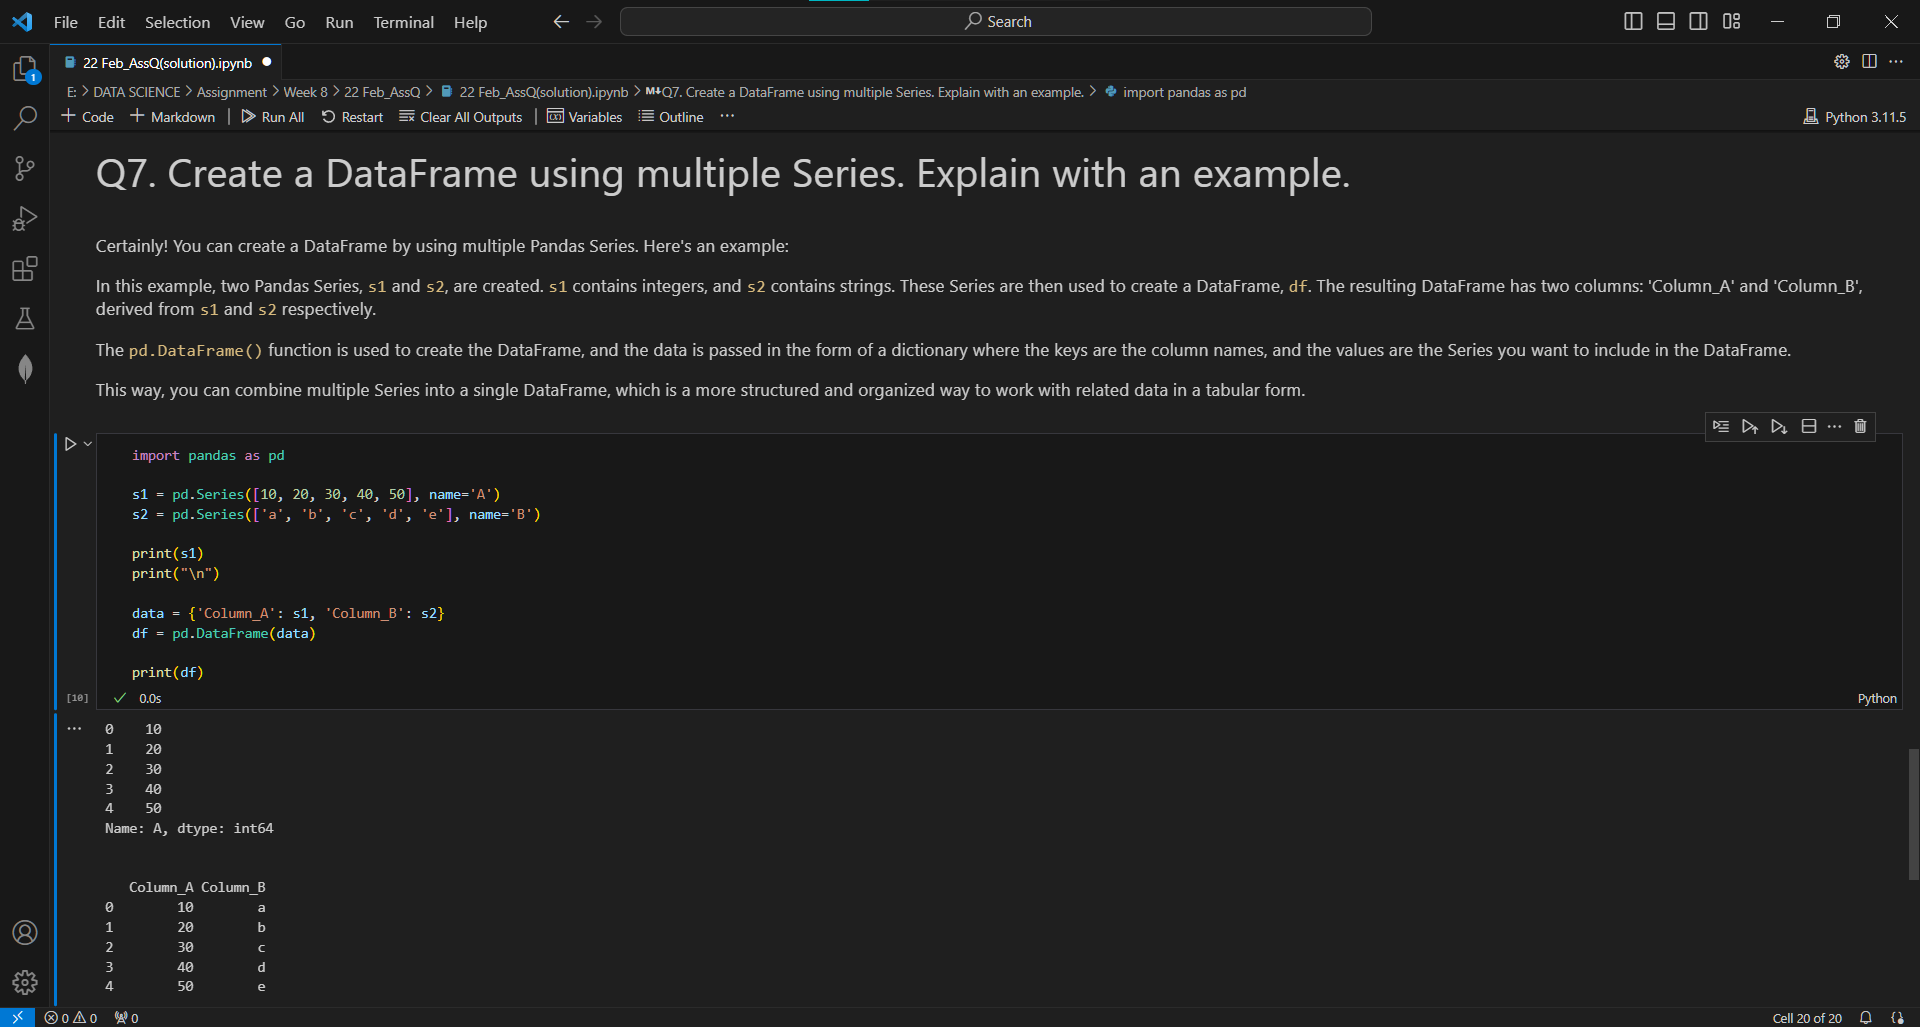 File Edit Selection View Go Run Terminal Help Search
22 Feb_AssQ(solution).ipynb
1
E: > DATA SCIENCE > Assignment > Week 8 > 22 Feb_AssQ > 22 Feb_AssQ(solution).ipynb > M↓Q7. Create a DataFrame using multiple Series. Explain with an example. > import pandas as pd
+ Code + Markdown | Run All Restart Clear All Outputs | Variables Outline ··· Python 3.11.5
Q7. Create a DataFrame using multiple Series. Explain with an example.
Certainly! You can create a DataFrame by using multiple Pandas Series. Here's an example:
In this example, two Pandas Series, s1 and s2, are created. s1 contains integers, and s2 contains strings. These Series are then used to create a DataFrame, df. The resulting DataFrame has two columns: 'Column_A' and 'Column_B',
derived from s1 and s2 respectively.
The pd.DataFrame() function is used to create the DataFrame, and the data is passed in the form of a dictionary where the keys are the column names, and the values are the Series you want to include in the DataFrame.
This way, you can combine multiple Series into a single DataFrame, which is a more structured and organized way to work with related data in a tabular form.
import pandas as pd
s1 = pd.Series([10, 20, 30, 40, 50], name='A')
s2 = pd.Series(['a', 'b', 'c', 'd', 'e'], name='B')
print(s1)
print("\n")
data = {'Column_A': s1, 'Column_B': s2}
df = pd.DataFrame(data)
print(df)
[10] ✓ 0.0s Python
0 10
1 20
2 30
3 40
4 50
Name: A, dtype: int64
Column_A Column_B
0 10 a
1 20 b
2 30 c
3 40 d
4 50 e
0 0 0 Cell 20 of 20